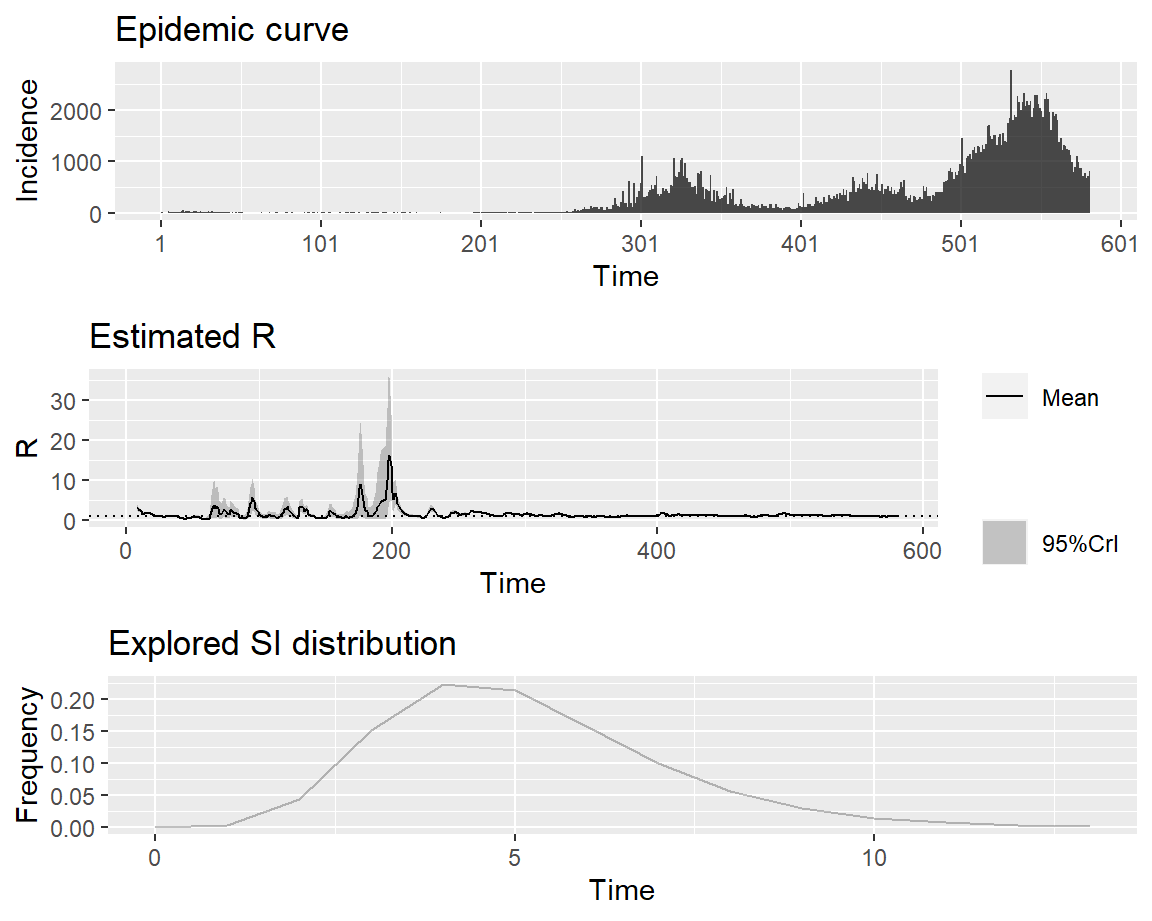 Epidemic curve
Incidence
2000
1000
0
1 101 201 301 401 501 601
Time
Estimated R
R
30
20
10
0
0 200 400 600
Time
Mean
95%CrI
Explored SI distribution
Frequency
0.20
0.15
0.10
0.05
0.00
0 5 10
Time